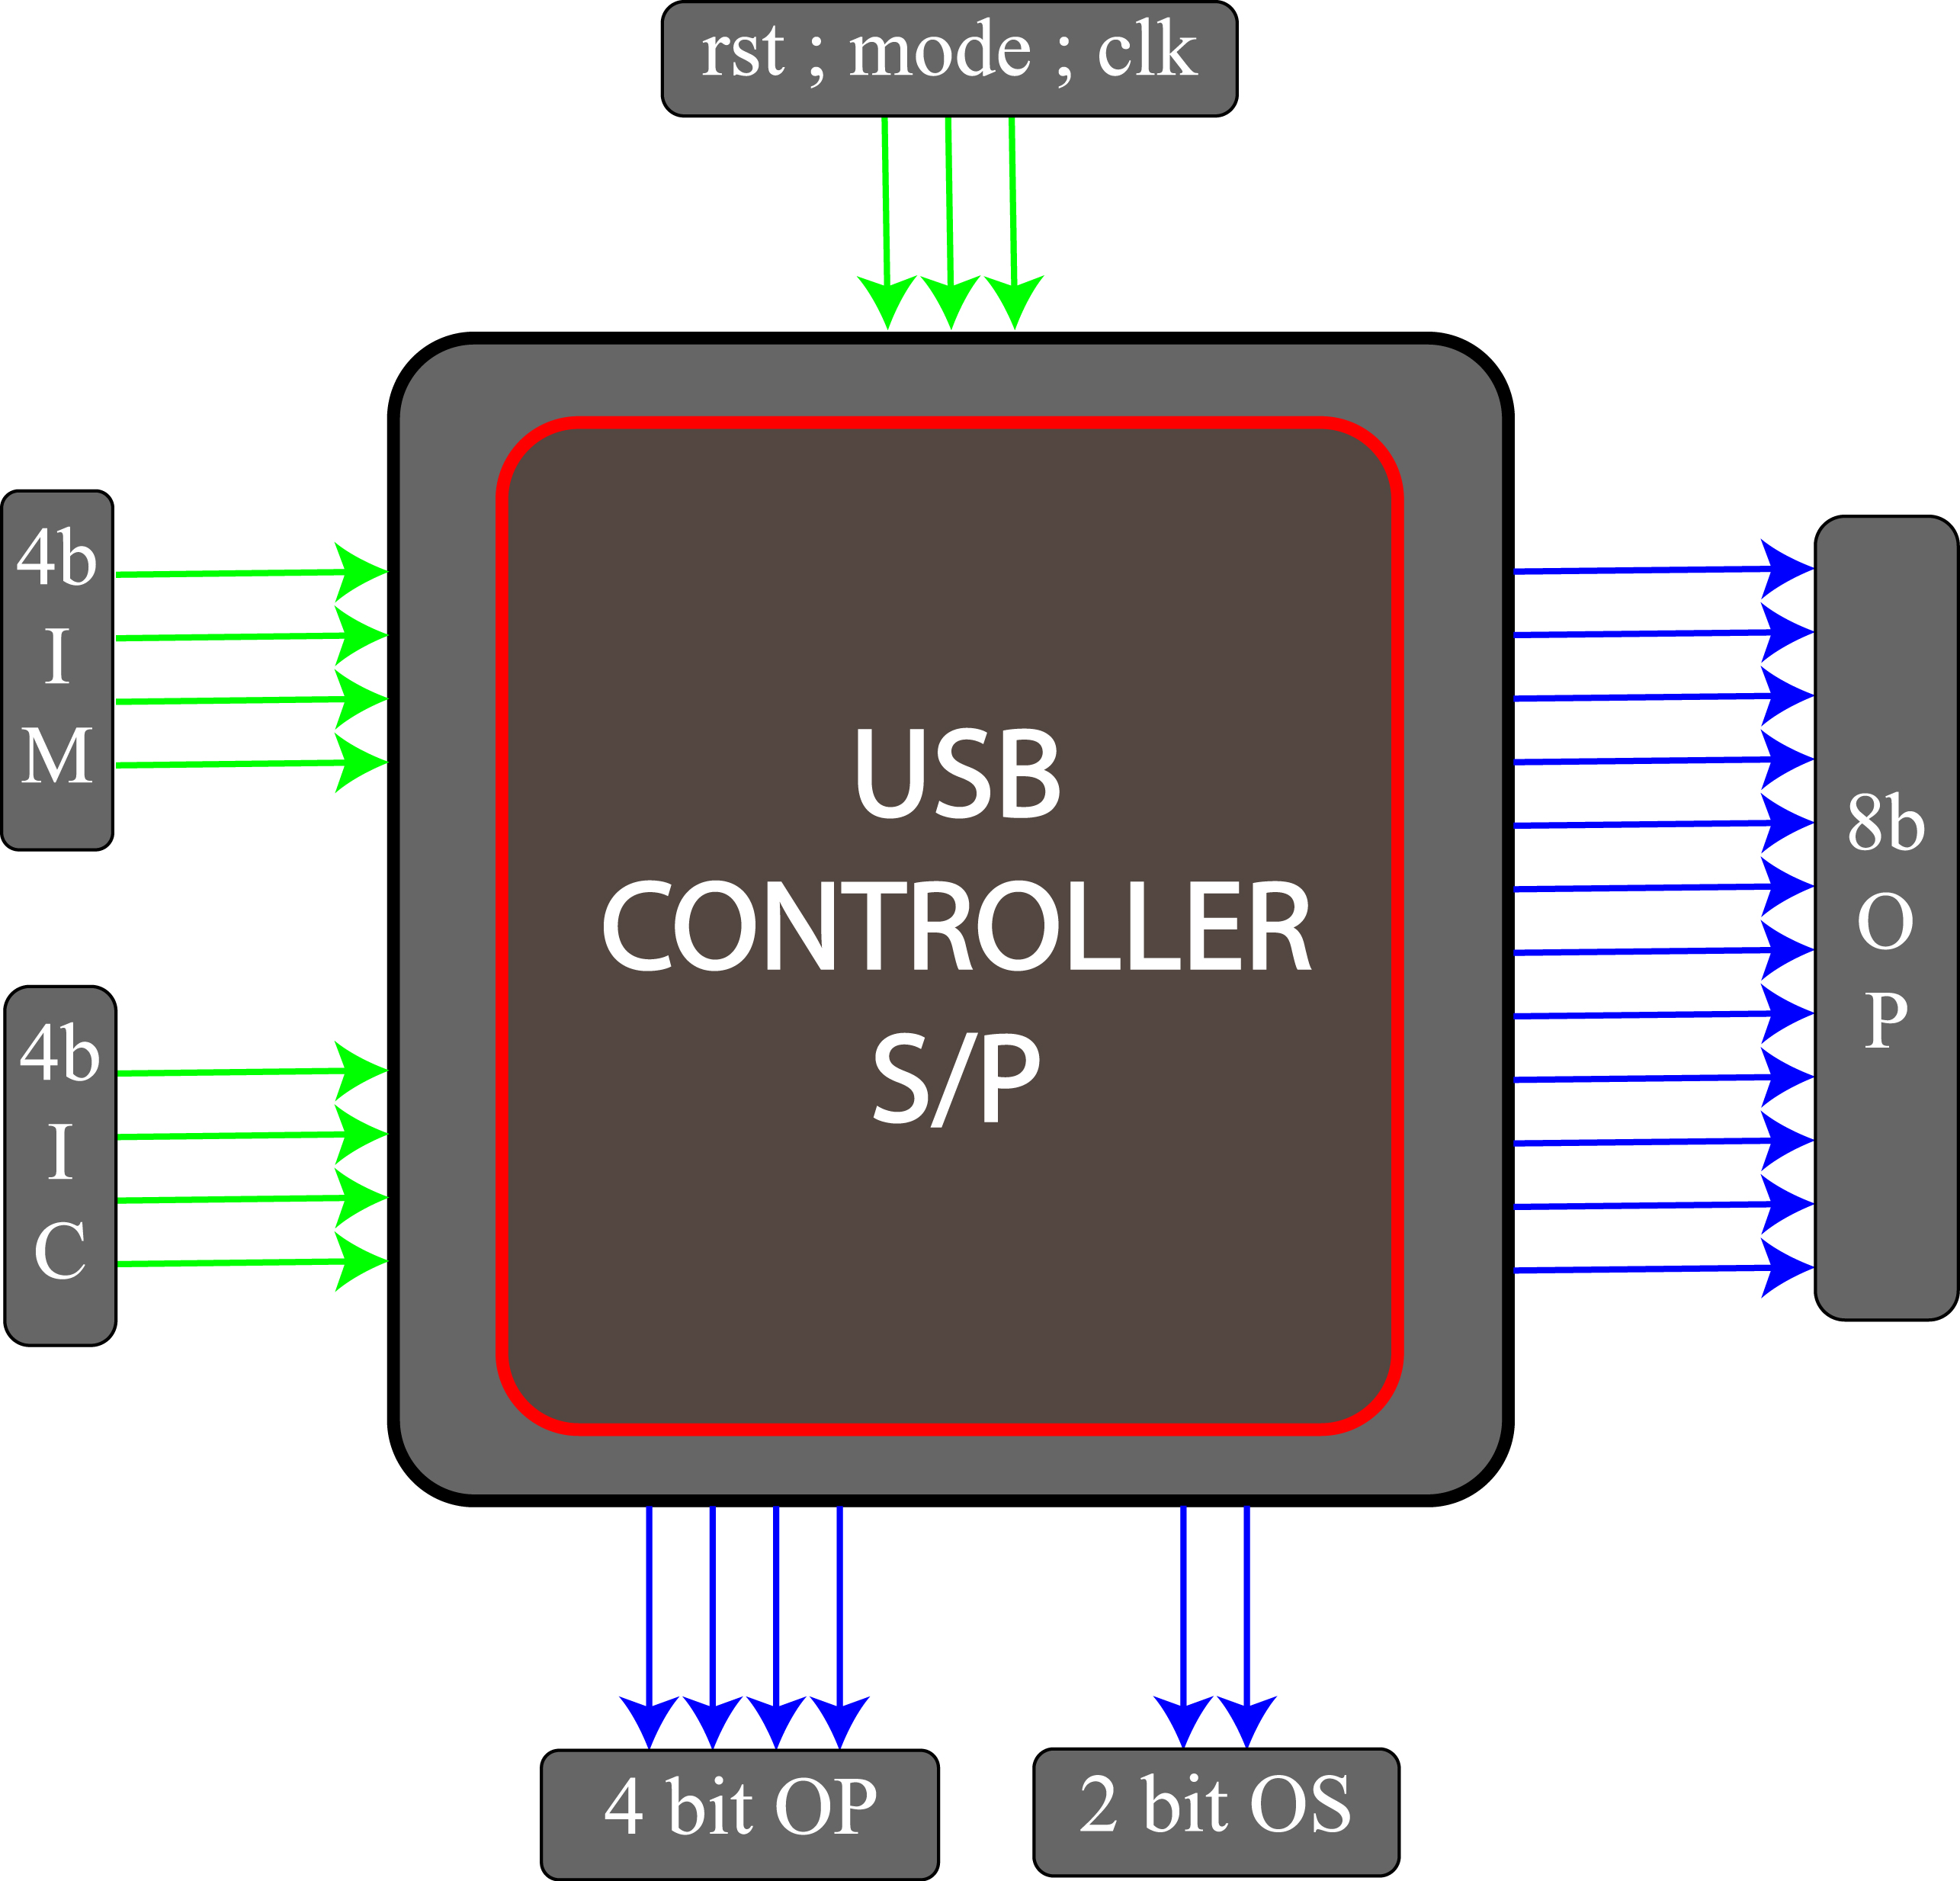 rst ; mode ; clk
4b
I
M
4b
I
C
USB
CONTROLLER
S/P
8b
O
P
4 bit OP
2 bit OS